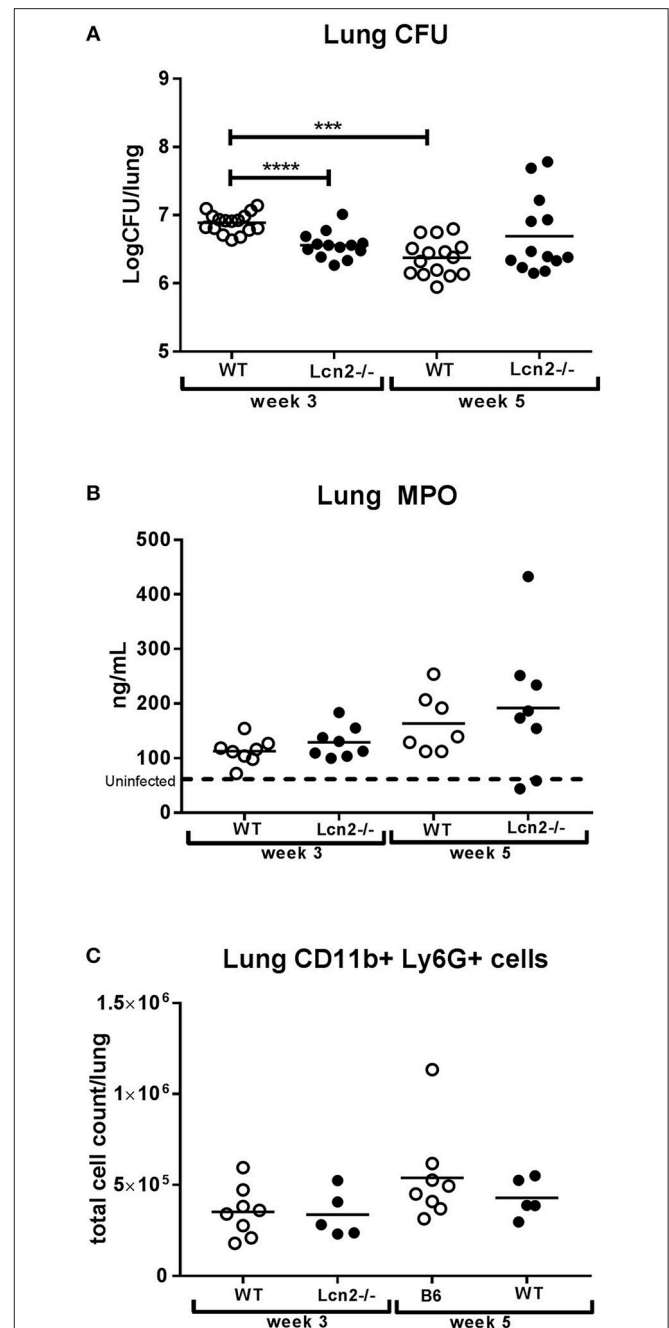 A
Lung CFU
LogCFU/lung
9
8
7
6
5
***
****
WT Lcn2-/- WT Lcn2-/-
week 3 week 5
B
Lung MPO
ng/mL
500
400
300
200
100
Uninfected
0
WT Lcn2-/- WT Lcn2-/-
week 3 week 5
C
Lung CD11b+ Ly6G+ cells
total cell count/lung
1.5×10⁶
1×10⁶
5×10⁵
0
WT Lcn2-/- B6 WT
week 3 week 5